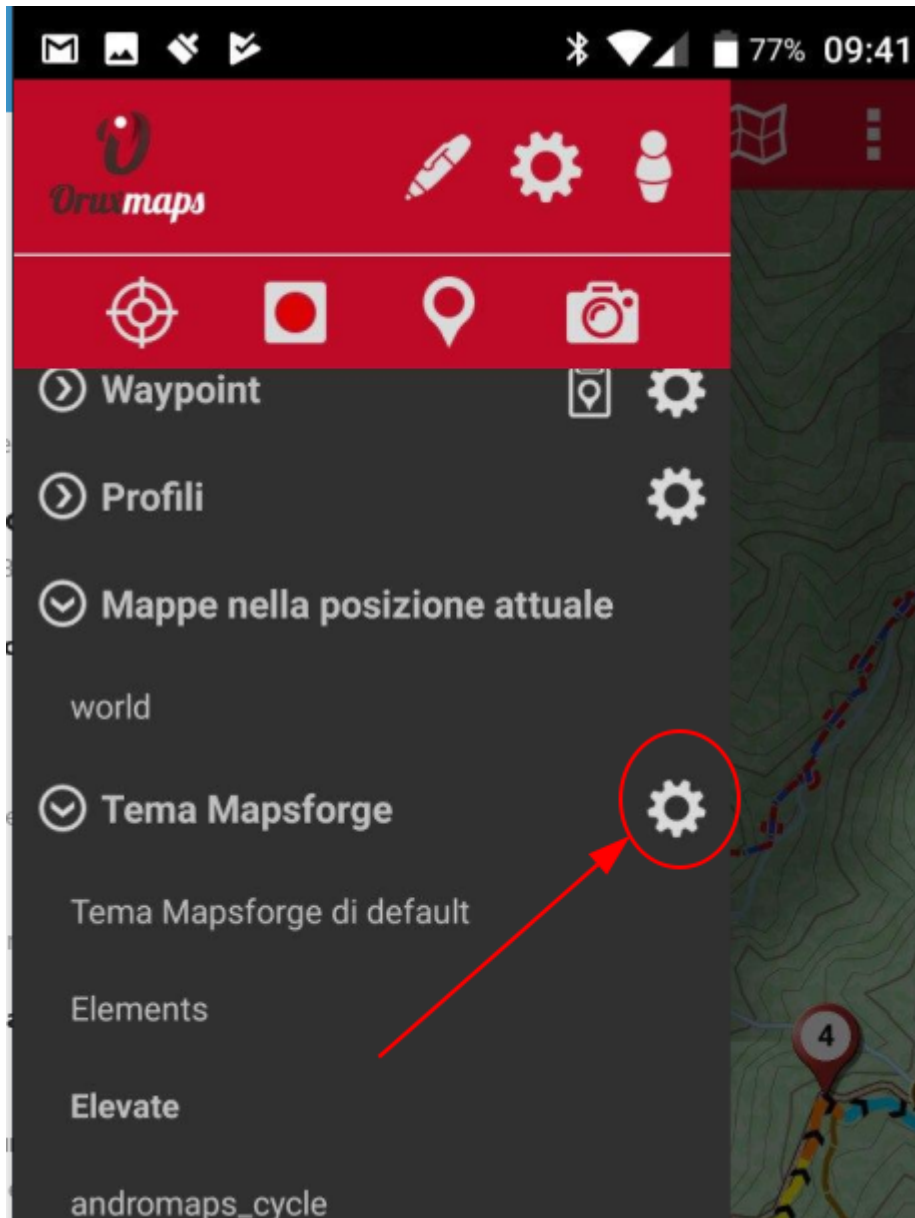 77% 09:41
Oruxmaps
Waypoint
Profili
Mappe nella posizione attuale
world
Tema Mapsforge
Tema Mapsforge di default
Elements
Elevate
andromaps_cycle
4